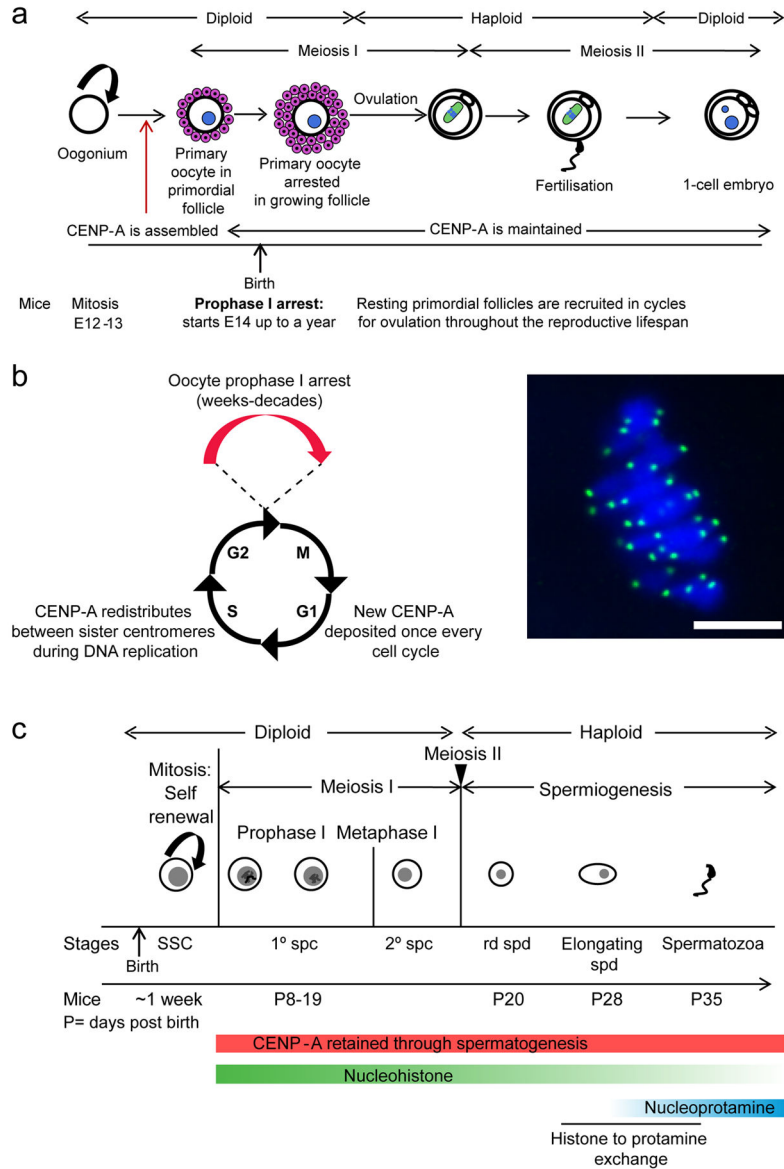 a
Diploid
Haploid
Diploid
Meiosis I
Meiosis II
Ovulation
Oogonium
Primary
oocyte in
primordial
follicle
Primary oocyte
arrested
in growing follicle
Fertilisation
1-cell embryo
CENP-A is assembled
CENP-A is maintained
Birth
Mice
Mitosis
E12-13
Prophase I arrest:
starts E14 up to a year
Resting primordial follicles are recruited in cycles
for ovulation throughout the reproductive lifespan
b
Oocyte prophase I arrest
(weeks-decades)
G2
M
S
G1
CENP-A redistributes
between sister centromeres
during DNA replication
New CENP-A
deposited once every
cell cycle
c
Diploid
Haploid
Meiosis II
Mitosis:
Self
renewal
Meiosis I
Spermiogenesis
Prophase I
Metaphase I
Stages
SSC
1º spc
2º spc
rd spd
Elongating
spd
Spermatozoa
Birth
Mice
~1 week
P8-19
P20
P28
P35
P= days post birth
CENP-A retained through spermatogenesis
Nucleohistone
Nucleoprotamine
Histone to protamine
exchange